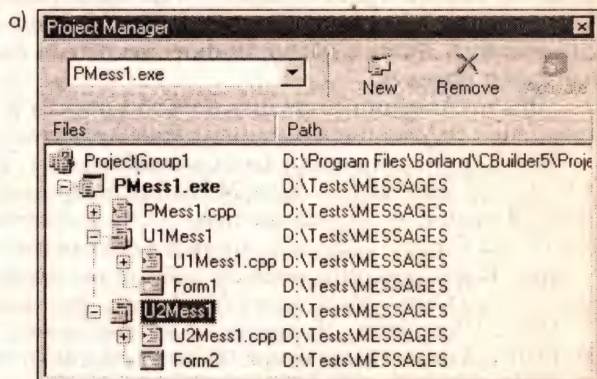 a)
Project Manager
PMess1.exe
New Remove Activate
Files Path
ProjectGroup1 D:\Program Files\Borland\CBuilder5\Proje
PMess1.exe D:\Tests\MESSAGES
PMess1.cpp D:\Tests\MESSAGES
U1Mess1 D:\Tests\MESSAGES
U1Mess1.cpp D:\Tests\MESSAGES
Form1 D:\Tests\MESSAGES
U2Mess1 D:\Tests\MESSAGES
U2Mess1.cpp D:\Tests\MESSAGES
Form2 D:\Tests\MESSAGES